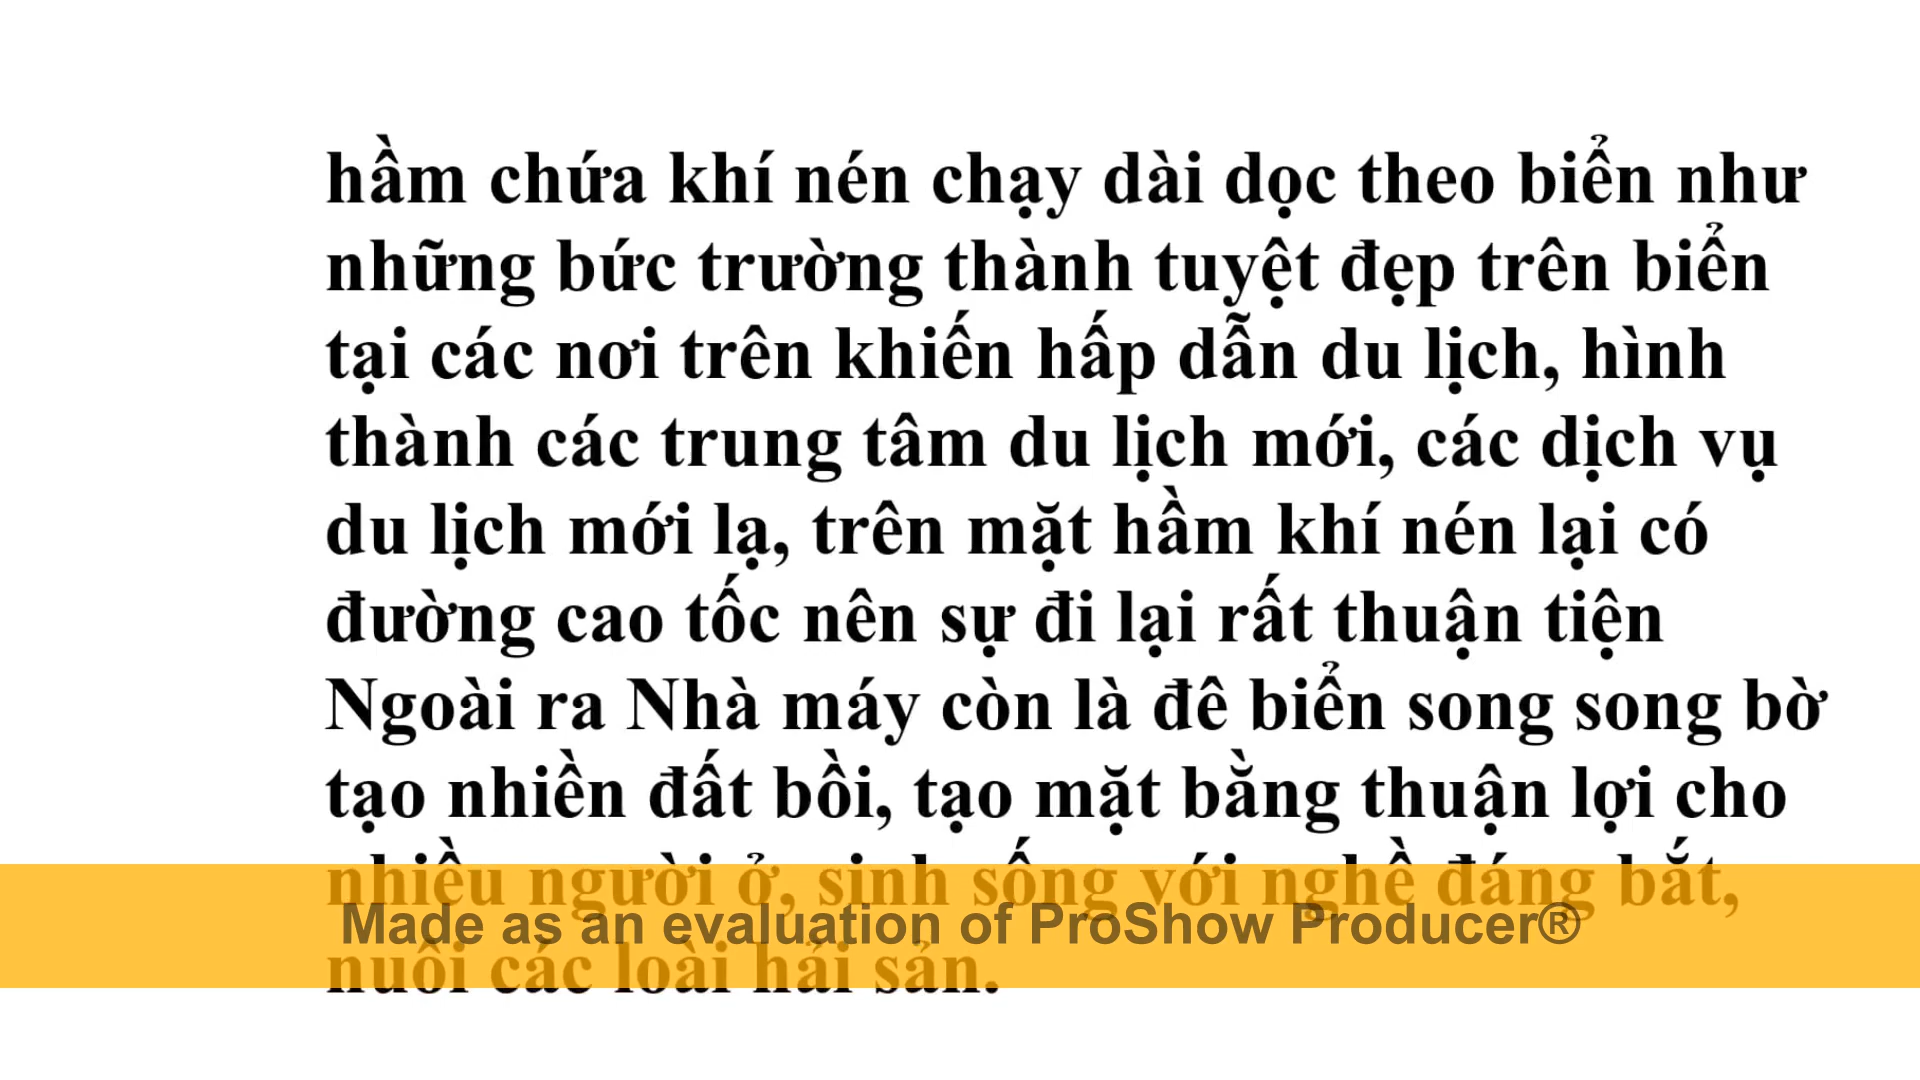 hầm chứa khí nén chạy dài dọc theo biển như
những bức trường thành tuyệt đẹp trên biển
tại các nơi trên khiến hấp dẫn du lịch, hình
thành các trung tâm du lịch mới, các dịch vụ
du lịch mới lạ, trên mặt hầm khí nén lại có
đường cao tốc nên sự đi lại rất thuận tiện
Ngoài ra Nhà máy còn là đê biển song song bờ
tạo nhiền đất bồi, tạo mặt bằng thuận lợi cho
nhiều người ở, sinh sống với nghề đáng bắt,
Made as an evaluation of ProShow Producer®
nuôi các loài hải sản.